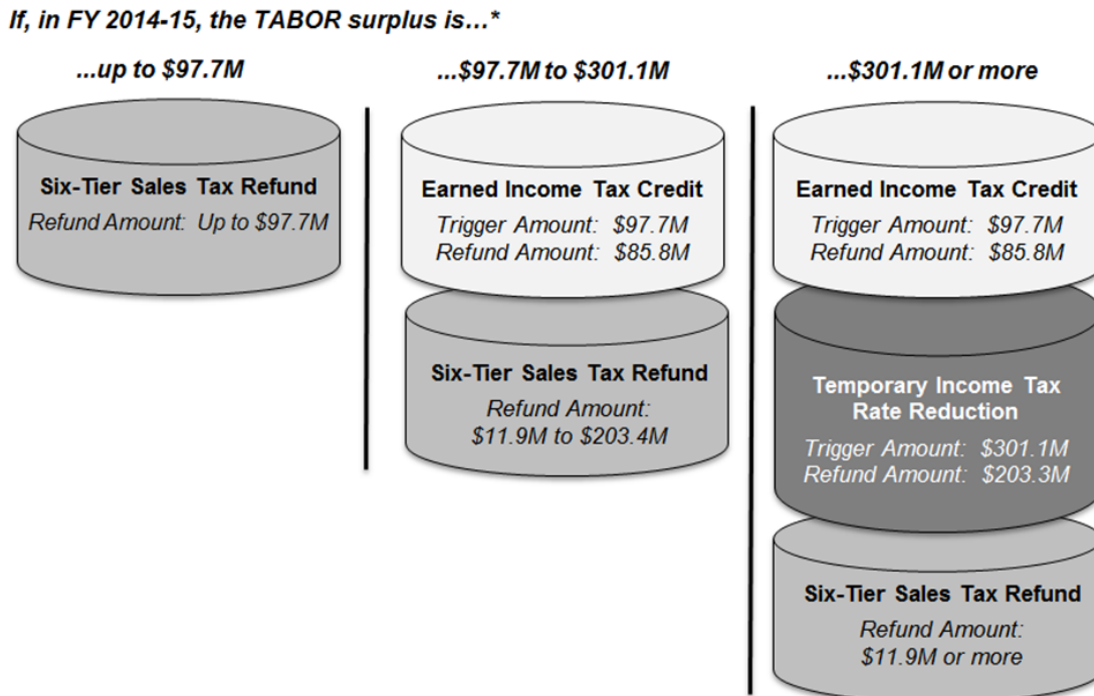 If, in FY 2014-15, the TABOR surplus is…*
...up to $97.7M
Six-Tier Sales Tax Refund
Refund Amount: Up to $97.7M
...$97.7M to $301.1M
Earned Income Tax Credit
Trigger Amount: $97.7M
Refund Amount: $85.8M
Six-Tier Sales Tax Refund
Refund Amount:
$11.9M to $203.4M
...$301.1M or more
Earned Income Tax Credit
Trigger Amount: $97.7M
Refund Amount: $85.8M
Temporary Income Tax
Rate Reduction
Trigger Amount: $301.1M
Refund Amount: $203.3M
Six-Tier Sales Tax Refund
Refund Amount:
$11.9M or more